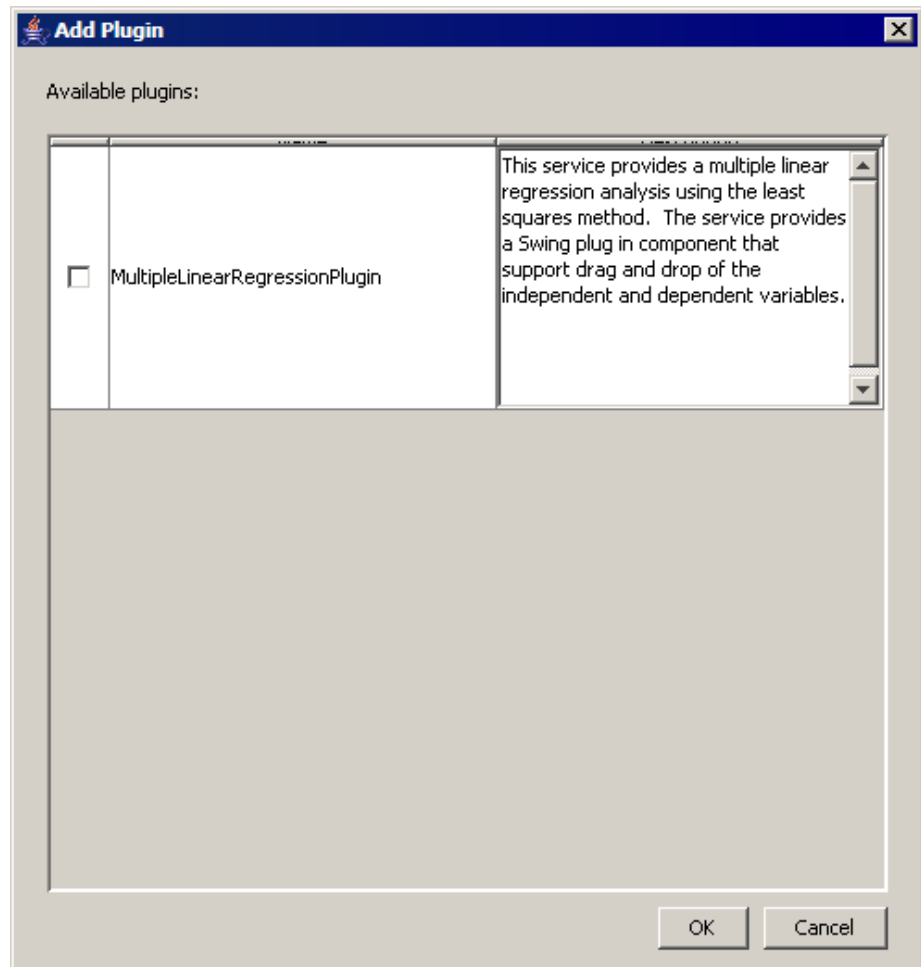 Add Plugin
Available plugins:
MultipleLinearRegressionPlugin
This service provides a multiple linear
regression analysis using the least
squares method.  The service provides
a Swing plug in component that
support drag and drop of the
independent and dependent variables.
OK
Cancel